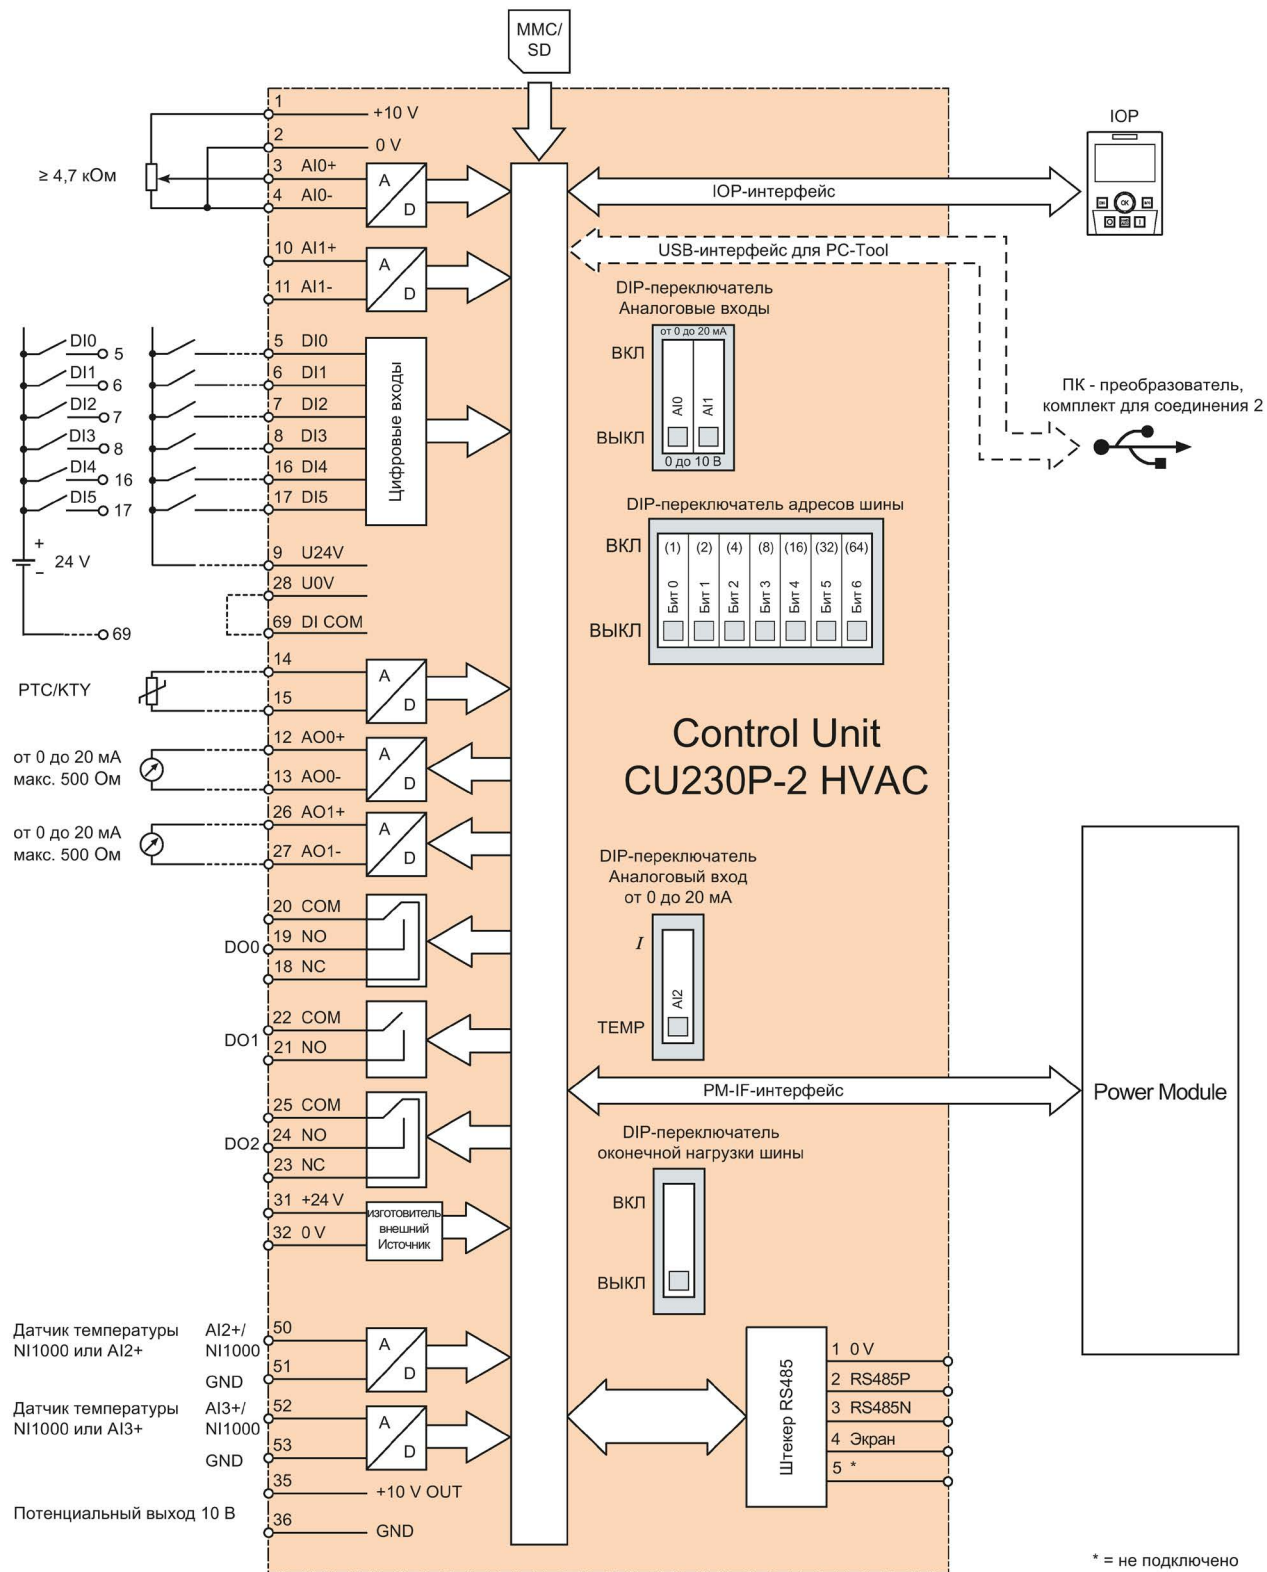 MMC/
SD
1
+10 V
2
0 V
3 AI0+
4 AI0-
≥ 4,7 кОм
A
D
10 AI1+
11 AI1-
A
D
IOP
OK
IOP-интерфейс
USB-интерфейс для PC-Tool
DIP-переключатель
Аналоговые входы
от 0 до 20 мА
ВКЛ
AI0
AI1
ВЫКЛ
0 до 10 В
ПК - преобразователь,
комплект для соединения 2
DI0 5
DI1 6
DI2 7
DI3 8
DI4 16
DI5 17
+
24 V
-
69
5 DI0
6 DI1
7 DI2
8 DI3
16 DI4
17 DI5
Цифровые входы
9 U24V
28 U0V
69 DI COM
DIP-переключатель адресов шины
ВКЛ
(1) (2) (4) (8) (16) (32) (64)
Бит 0 Бит 1 Бит 2 Бит 3 Бит 4 Бит 5 Бит 6
ВЫКЛ
PTC/KTY
14
15
A
D
Control Unit
CU230P-2 HVAC
от 0 до 20 мА
макс. 500 Ом
12 AO0+
13 AO0-
A
D
от 0 до 20 мА
макс. 500 Ом
26 AO1+
27 AO1-
A
D
DO0
20 COM
19 NO
18 NC
DO1
22 COM
21 NO
DO2
25 COM
24 NO
23 NC
DIP-переключатель
Аналоговый вход
от 0 до 20 мА
I
AI2
TEMP
PM-IF-интерфейс
Power Module
DIP-переключатель
оконечной нагрузки шины
ВКЛ
ВЫКЛ
31 +24 V
32 0 V
изготовитель
внешний
Источник
Датчик температуры
NI1000 или AI2+
AI2+/
NI1000
GND
50
51
A
D
Датчик температуры
NI1000 или AI3+
AI3+/
NI1000
GND
52
53
A
D
Штекер RS485
1 0 V
2 RS485P
3 RS485N
4 Экран
5 *
Потенциальный выход 10 В
35
+10 V OUT
36
GND
* = не подключено